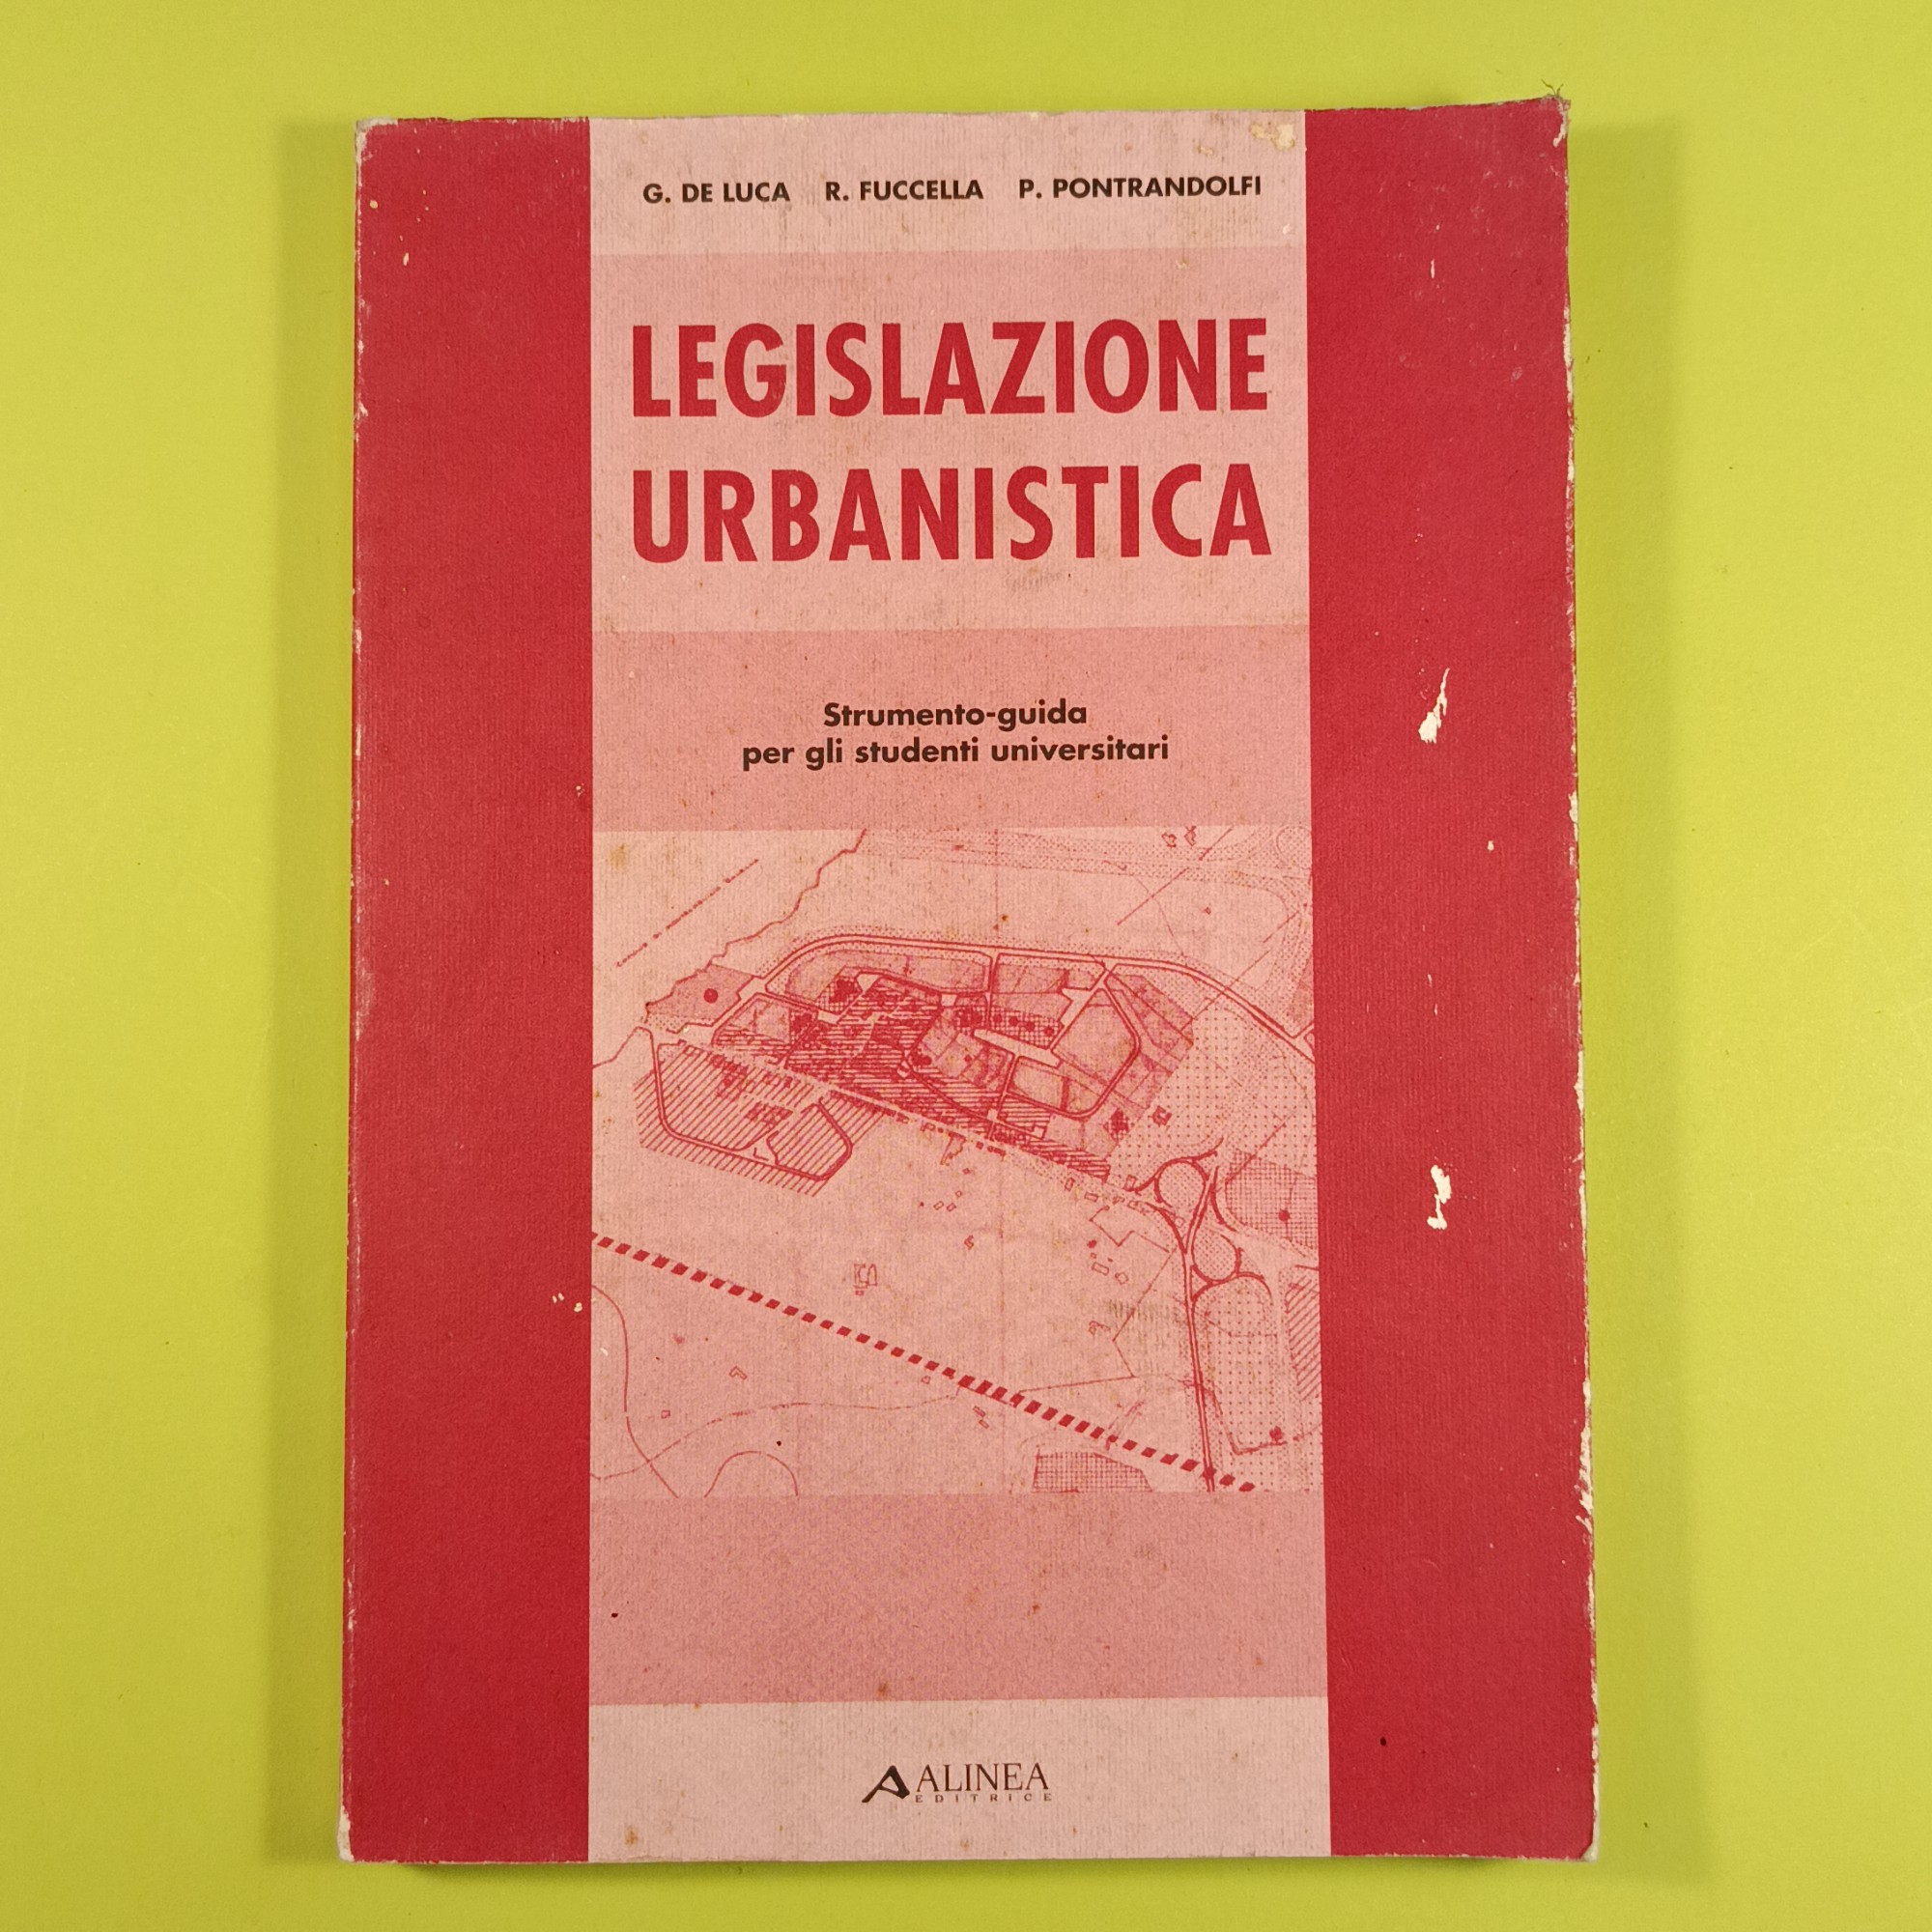 G. DE LUCA R. FUCCELLA P. PONTRANDOLFI
LEGISLAZIONE
URBANISTICA
Strumento-guida
per gli studenti universitari
ALINEA
EDITRICE